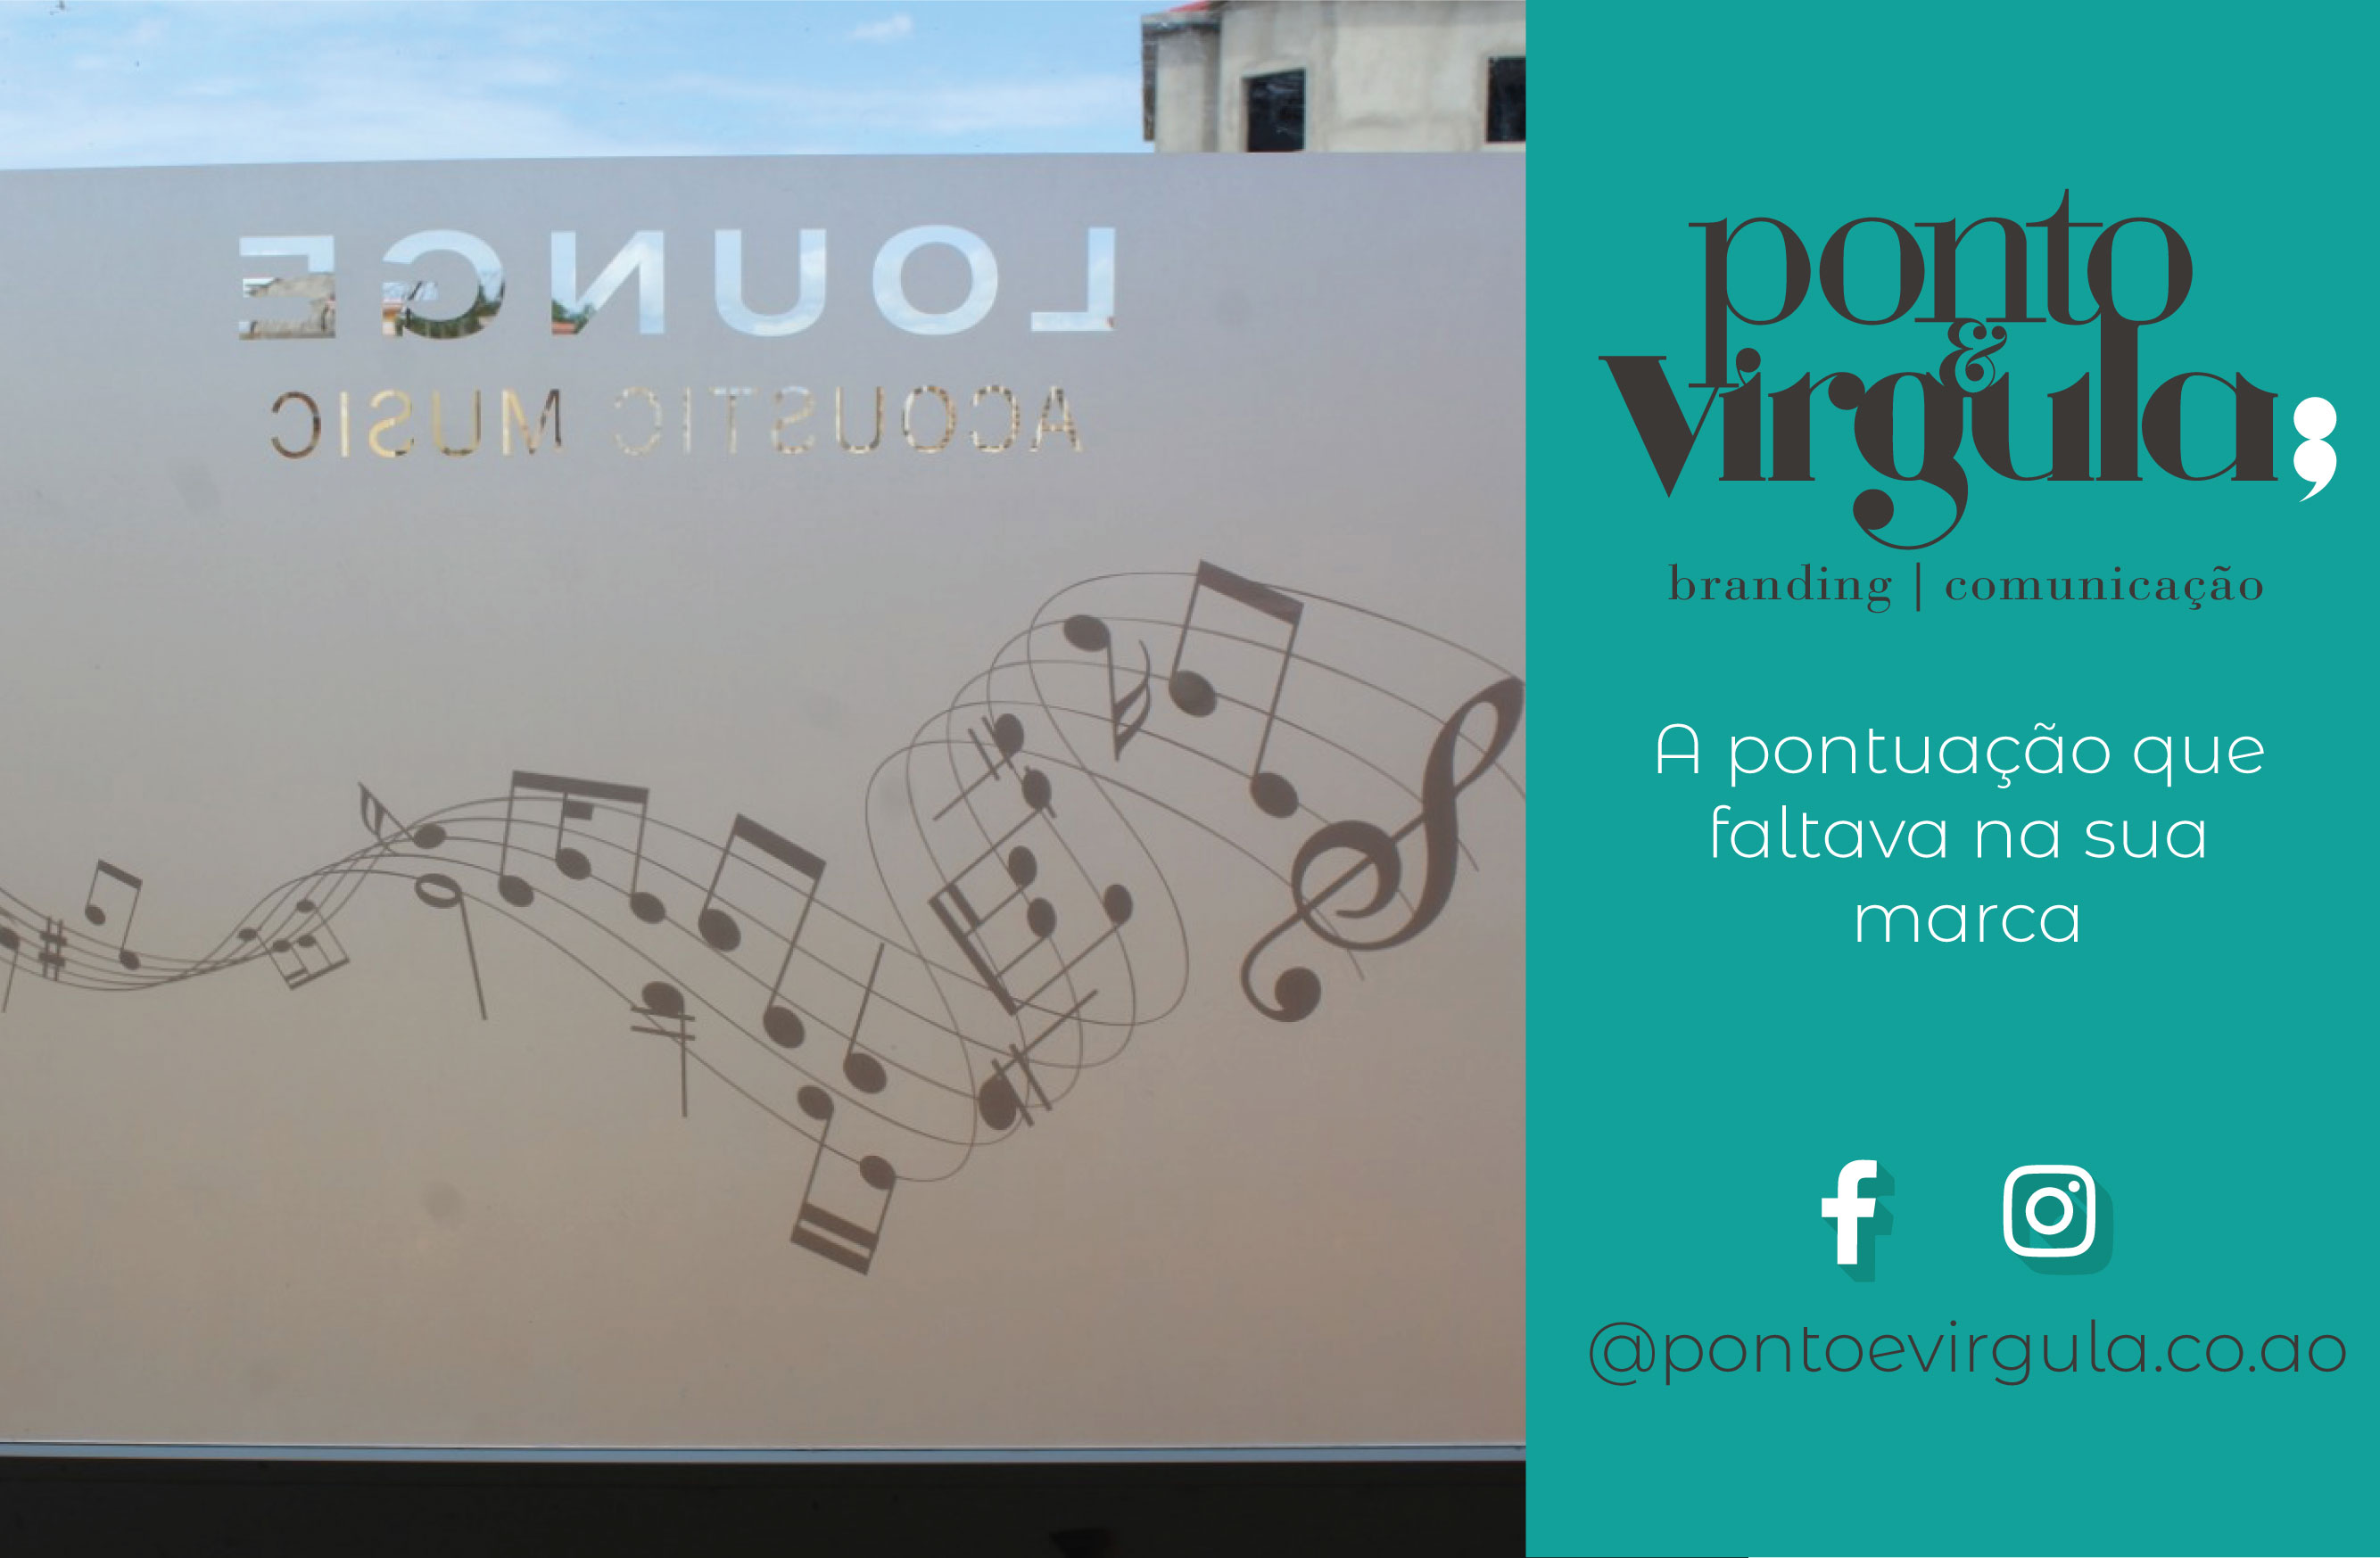 LOUNGE
ACOUSTIC MUSIC
ponto
&
virgula;
branding | comunicação
A pontuação que
faltava na sua
marca
@pontoevirgula.co.ao